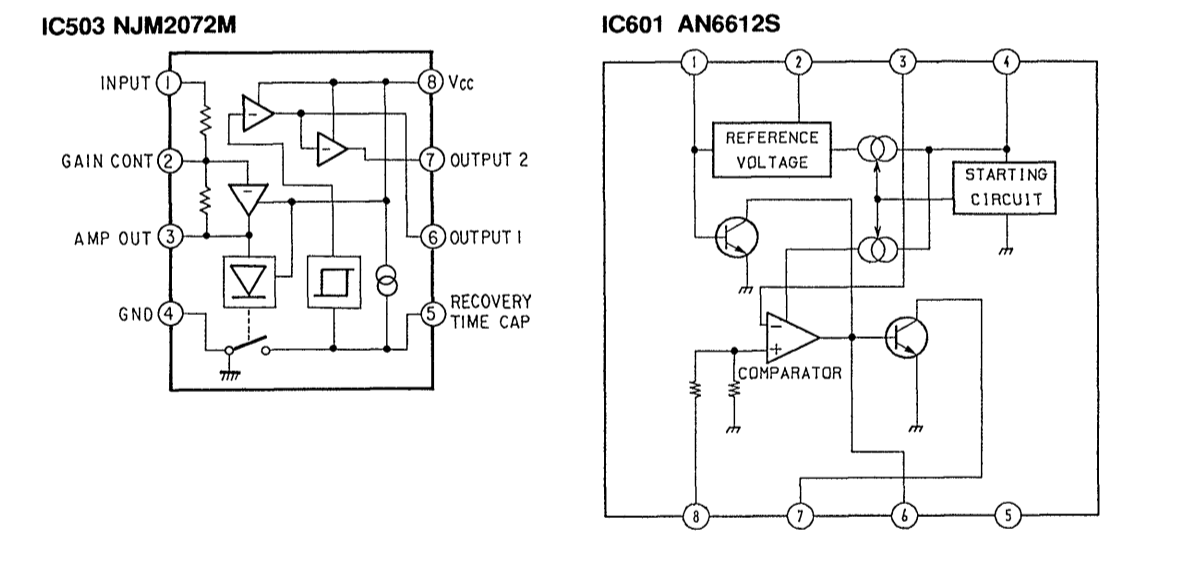 IC503 NJM2072M
INPUT 1
8 Vcc
GAIN CONT 2
7 OUTPUT 2
AMP OUT 3
6 OUTPUT 1
GND 4
5 RECOVERY
TIME CAP
−
−
IC601 AN6612S
1 2 3 4
REFERENCE
VOLTAGE
STARTING
CIRCUIT
−
+
COMPARATOR
8 7 6 5